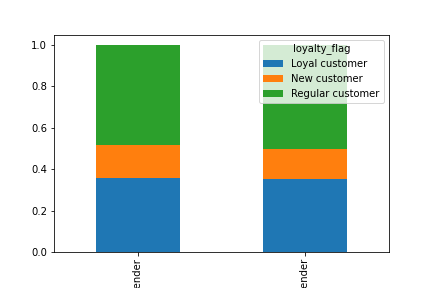 1.0
0.8
0.6
0.4
0.2
0.0
loyalty_flag
Loyal customer
New customer
Regular customer
ender
ender